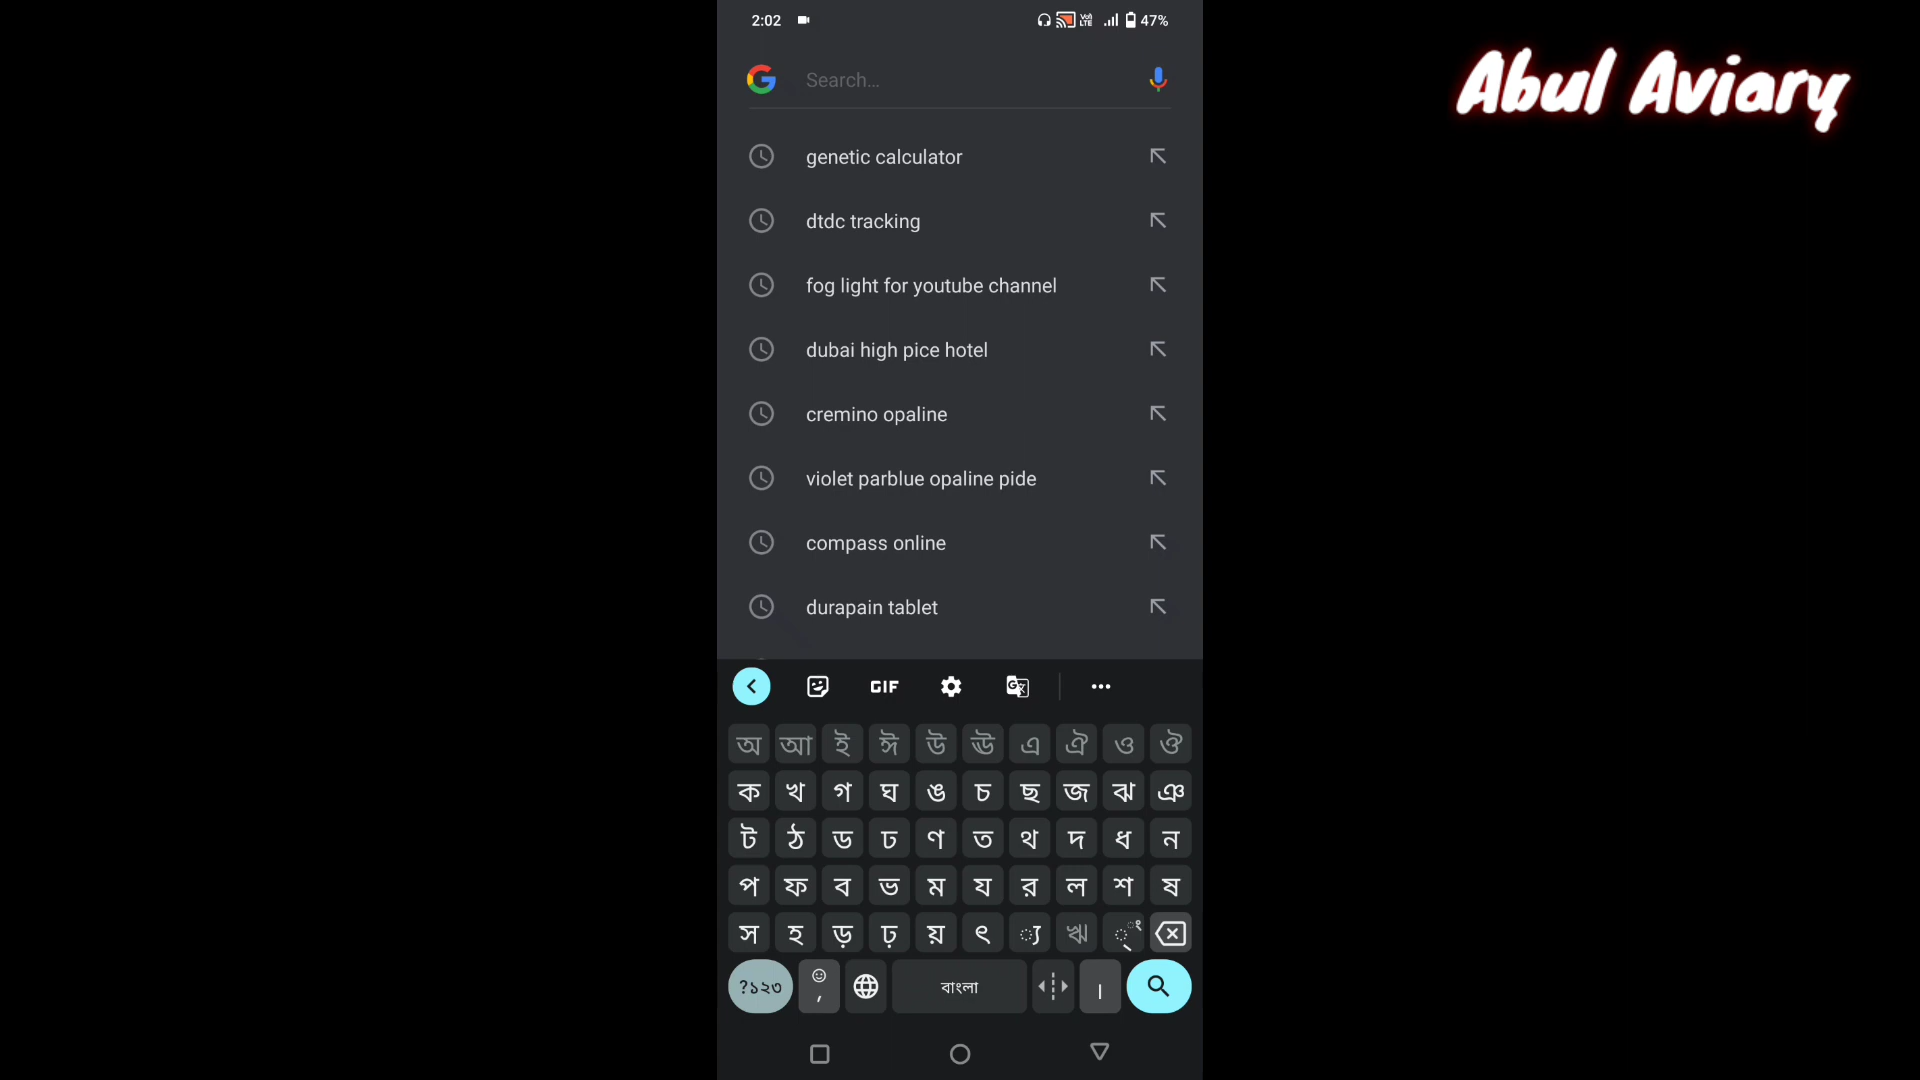 2:02 47%
Abul Aviary
Search...
genetic calculator
dtdc tracking
fog light for youtube channel
dubai high pice hotel
cremino opaline
violet parblue opaline pide
compass online
durapain tablet
GIF
অ আ ই ঈ উ ঊ এ ঐ ও ঔ
ক খ গ ঘ ঙ চ ছ জ ঝ ঞ
ট ঠ ড ঢ ণ ত থ দ ধ ন
প ফ ব ভ ম য র ল শ ষ
স হ ড় ঢ় য় ৎ ্য ঋ ্ ং
?১২৩ , বাংলা ।